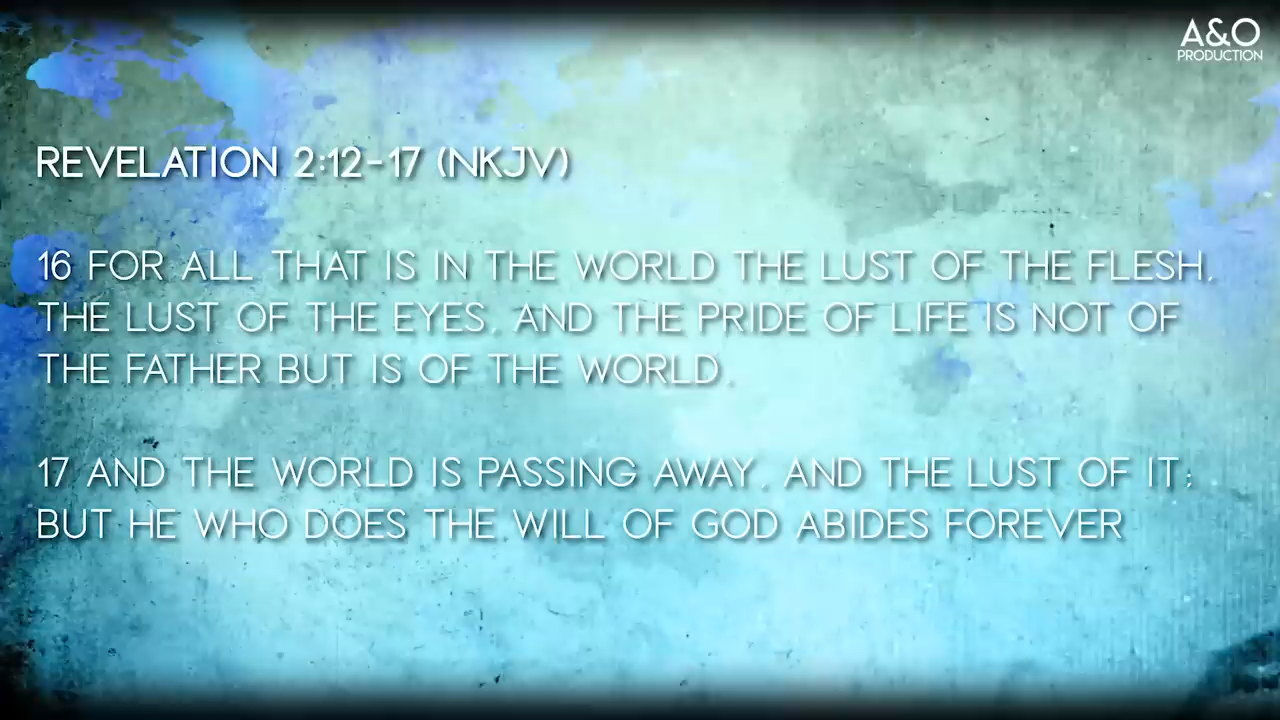 A&O
PRODUCTION
REVELATION 2:12-17 (NKJV)
16 FOR ALL THAT IS IN THE WORLD THE LUST OF THE FLESH,
THE LUST OF THE EYES, AND THE PRIDE OF LIFE IS NOT OF
THE FATHER BUT IS OF THE WORLD.
17 AND THE WORLD IS PASSING AWAY, AND THE LUST OF IT;
BUT HE WHO DOES THE WILL OF GOD ABIDES FOREVER